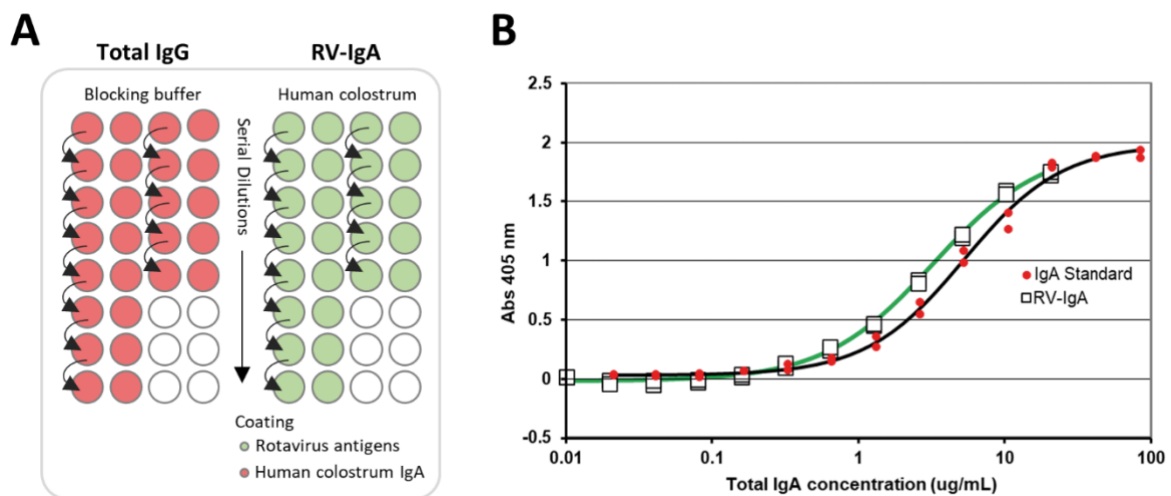 A
Total IgG
RV-IgA
Blocking buffer
Human colostrum
Serial Dilutions
Coating
Rotavirus antigens
Human colostrum IgA
B
2.5
2
1.5
1
0.5
0
-0.5
Abs 405 nm
IgA Standard
RV-IgA
0.01
0.1
1
10
100
Total IgA concentration (ug/mL)